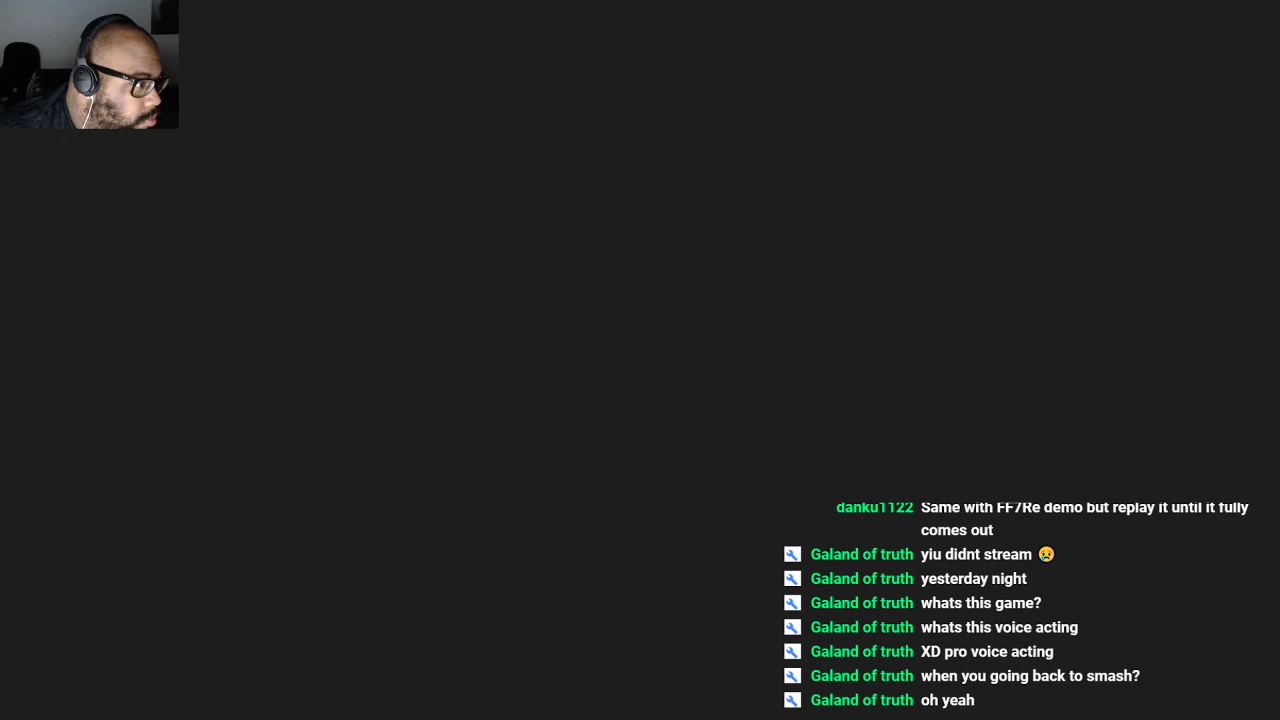 danku1122 Same with FF7Re demo but replay it until it fully
comes out
Galand of truth yiu didnt stream 😥
Galand of truth yesterday night
Galand of truth whats this game?
Galand of truth whats this voice acting
Galand of truth XD pro voice acting
Galand of truth when you going back to smash?
Galand of truth oh yeah